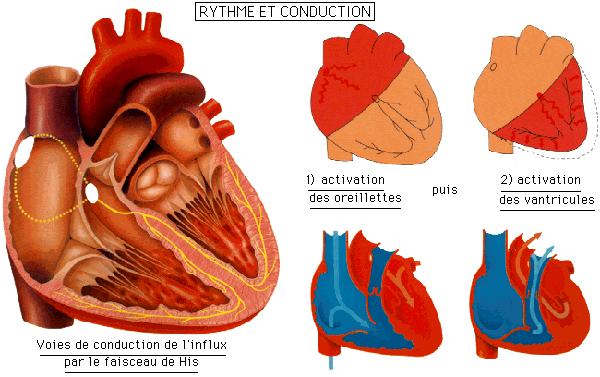 RYTHME ET CONDUCTION
1) activation
des oreillettes
puis
2) activation
des vantricules
Voies de conduction de l'influx
par le faisceau de His